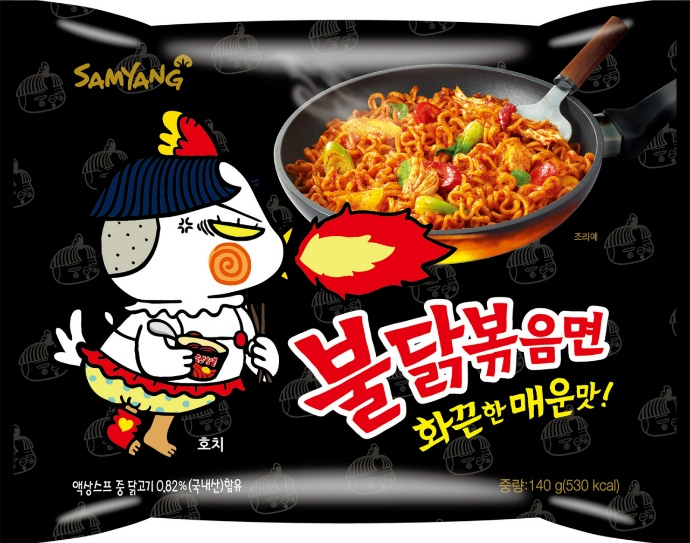 SAMYANG
조리예
불닭볶음면
화끈한 매운맛!
호치
액상스프 중 닭고기 0.82%(국내산)함유
중량:140 g(530 kcal)